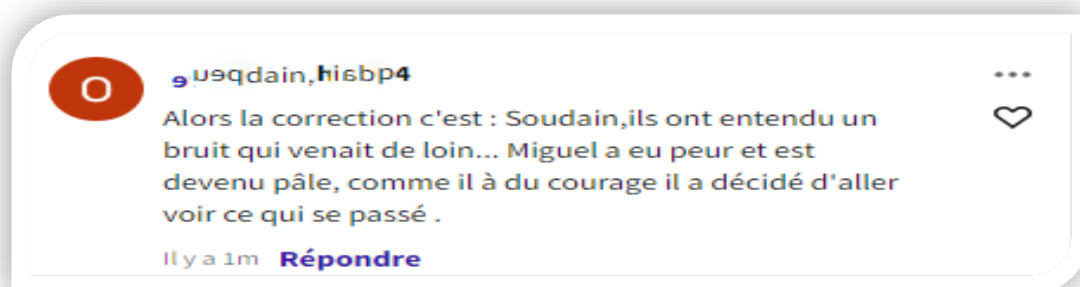 O
Alors la correction c'est : Soudain,ils ont entendu un
bruit qui venait de loin... Miguel a eu peur et est
devenu pâle, comme il à du courage il a décidé d'aller
voir ce qui se passé .
Il y a 1m Répondre